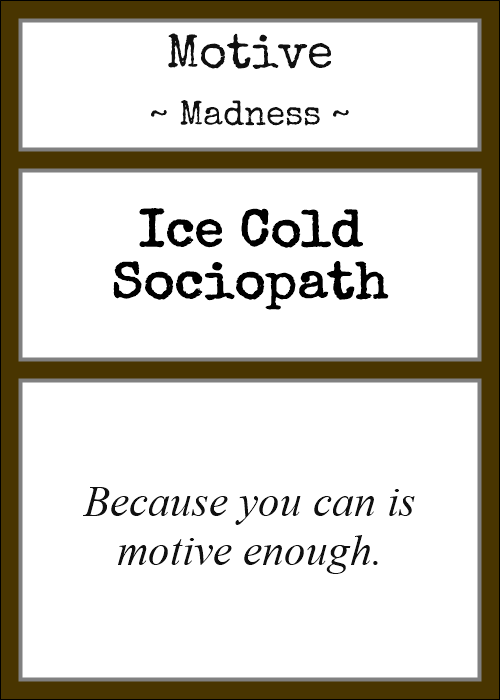 Motive
~ Madness ~
Ice Cold
Sociopath
Because you can is
motive enough.